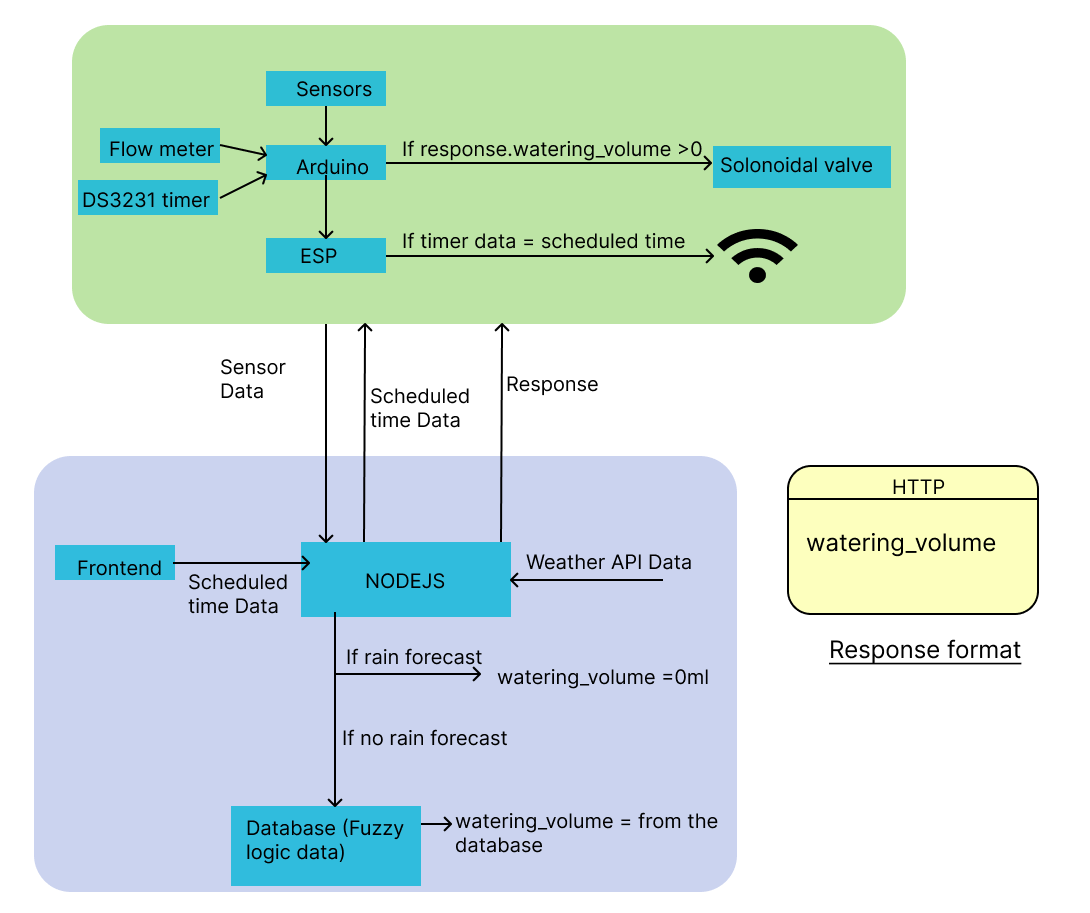 Sensors
Flow meter
If response.watering_volume >0
Arduino
Solonoidal valve
DS3231 timer
If timer data = scheduled time
ESP
Sensor
Data
Scheduled
time Data
Response
HTTP
watering_volume
Response format
Frontend
Scheduled
time Data
NODEJS
Weather API Data
If rain forecast
watering_volume =0ml
If no rain forecast
Database (Fuzzy
logic data)
watering_volume = from the
database